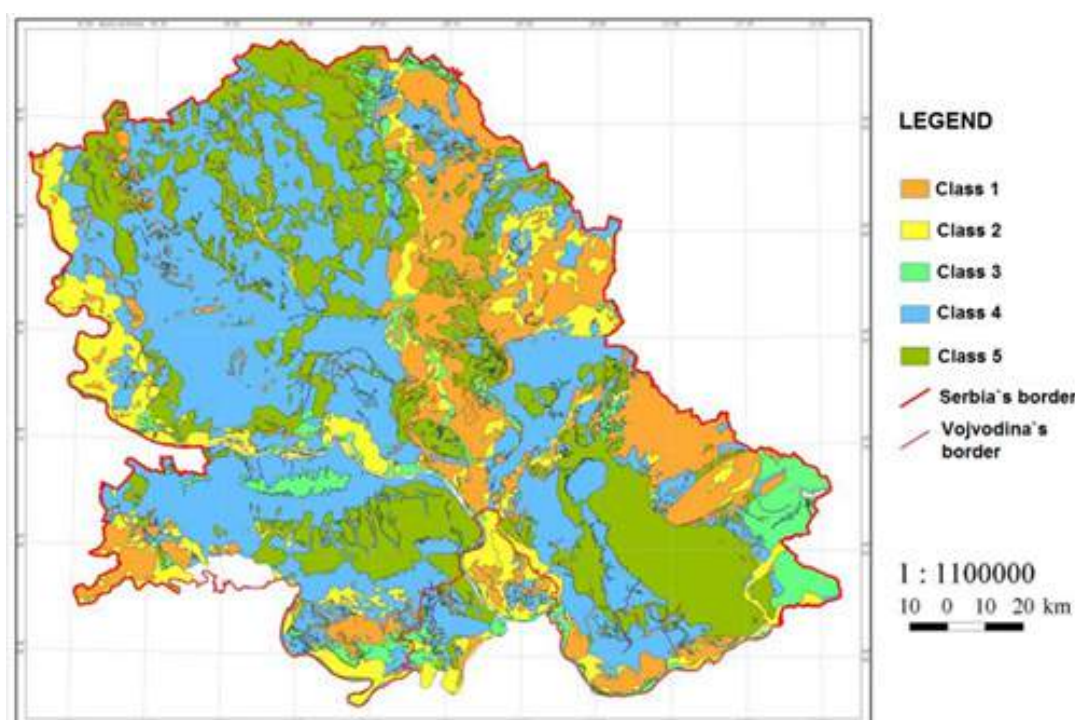 LEGEND
Class 1
Class 2
Class 3
Class 4
Class 5
Serbia`s border
Vojvodina`s
border
1 : 1100000
10 0 10 20 km